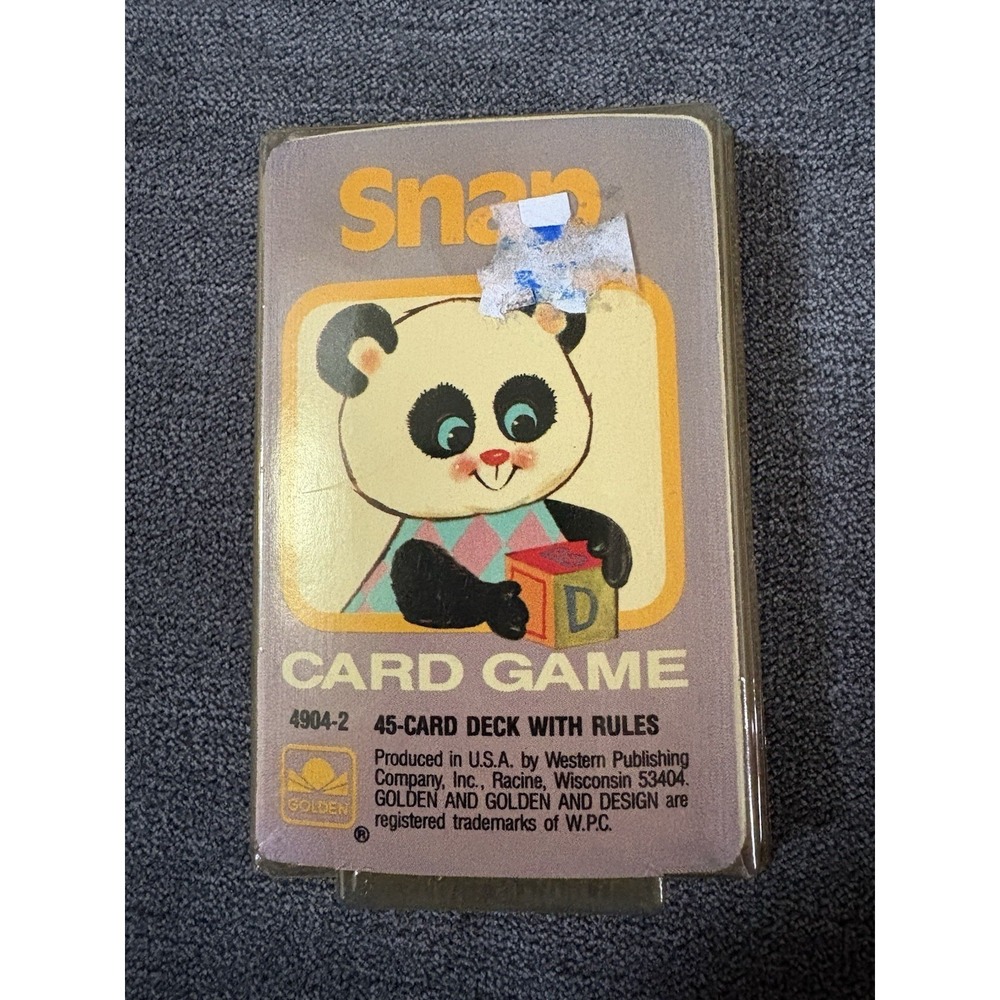 Snap
D
CARD GAME
4904-2 45-CARD DECK WITH RULES
Produced in U.S.A. by Western Publishing
Company, Inc., Racine, Wisconsin 53404.
GOLDEN AND GOLDEN AND DESIGN are
registered trademarks of W.P.C.
GOLDEN
®